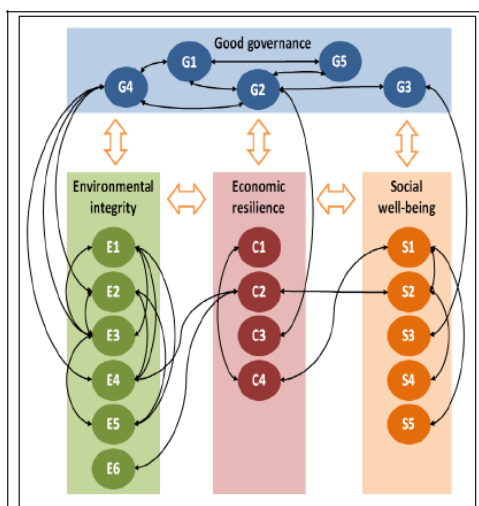 Good governance
G1
G5
G4
G2
G3
Environmental
integrity
Economic
resilience
Social
well-being
E1
C1
S1
E2
C2
S2
E3
C3
S3
E4
C4
S4
E5
S5
E6